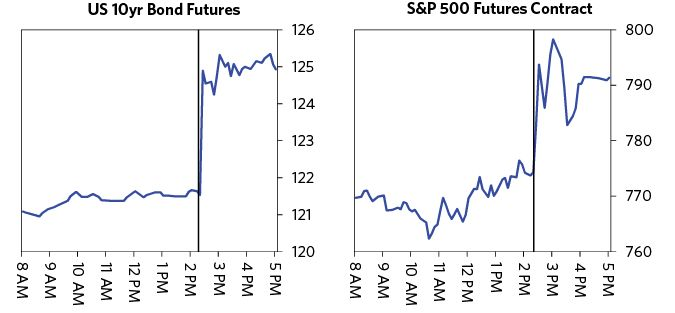 US 10yr Bond Futures
126
125
124
123
122
121
120
8 AM
9 AM
10 AM
11 AM
12 PM
1 PM
2 PM
3 PM
4 PM
5 PM
S&P 500 Futures Contract
800
790
780
770
760
8 AM
9 AM
10 AM
11 AM
12 PM
1 PM
2 PM
3 PM
4 PM
5 PM